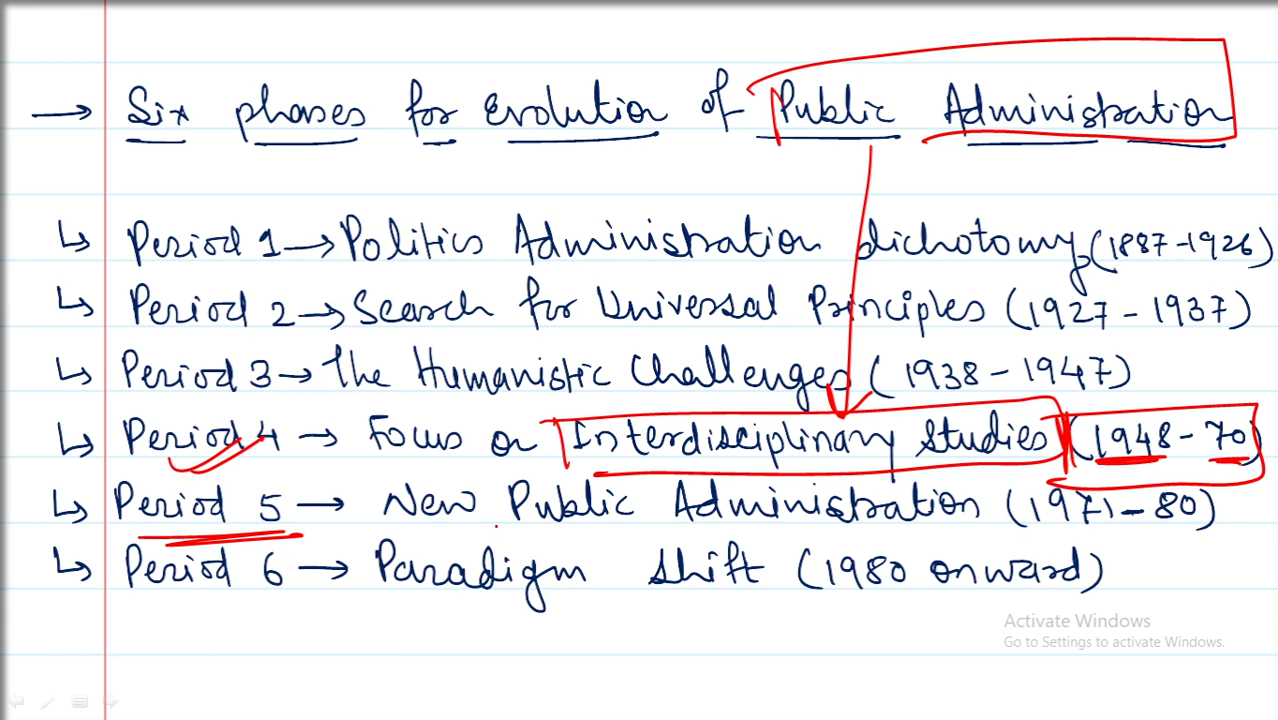 → Six phases for Evolution of Public Administration
↳ Period 1 → Politics Administration dichotomy (1887-1926)
↳ Period 2 → Search for Universal Principles (1927 - 1937)
↳ Period 3 → The Humanistic Challenges (1938 - 1947)
↳ Period 4 → Focus on Interdisciplinary Studies (1948 - 70)
↳ Period 5 → New Public Administration (1971 - 80)
↳ Period 6 → Paradigm Shift (1980 onward)
Activate Windows
Go to Settings to activate Windows.